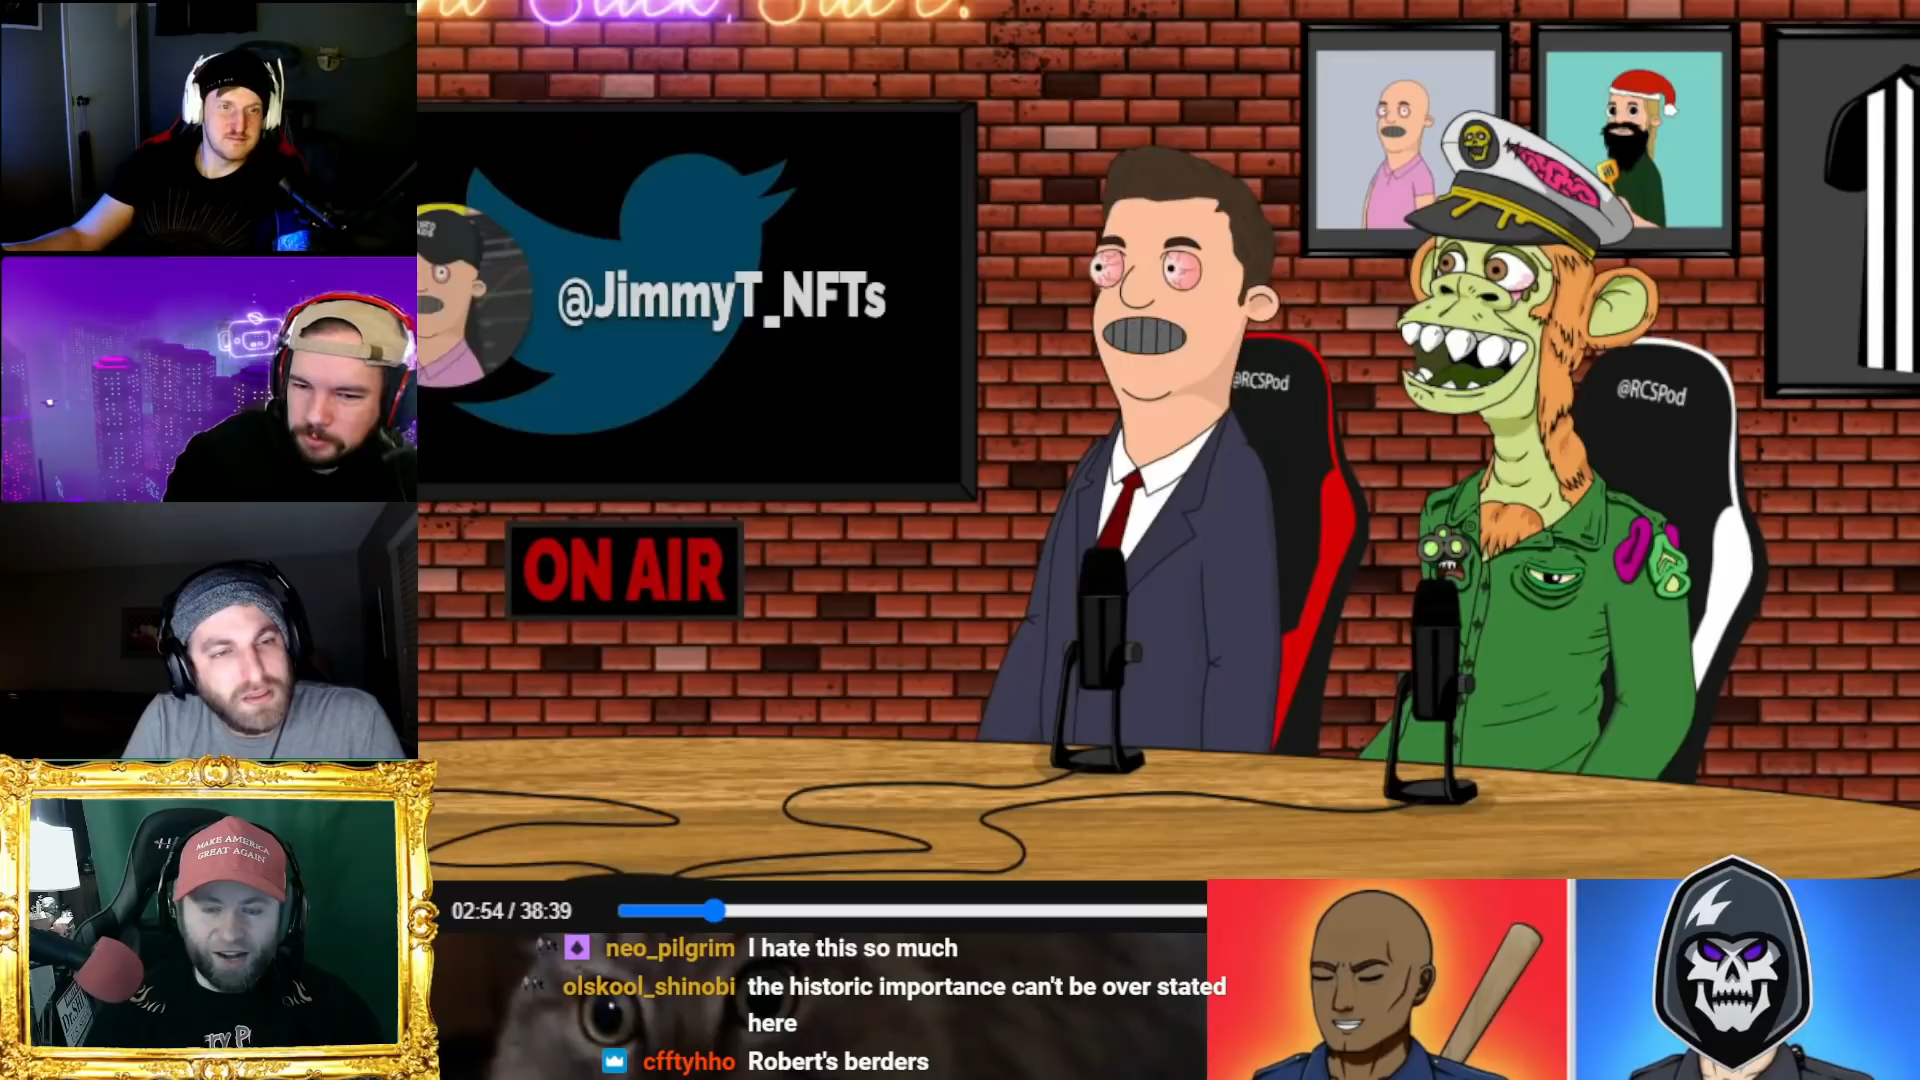 @JimmyT_NFTs
@RCSPod
@RCSPod
ON AIR
MAKE AMERICA
GREAT AGAIN
02:54 / 38:39
neo_pilgrim I hate this so much
olskool_shinobi the historic importance can't be over stated
here
cfftyhho Robert's berders